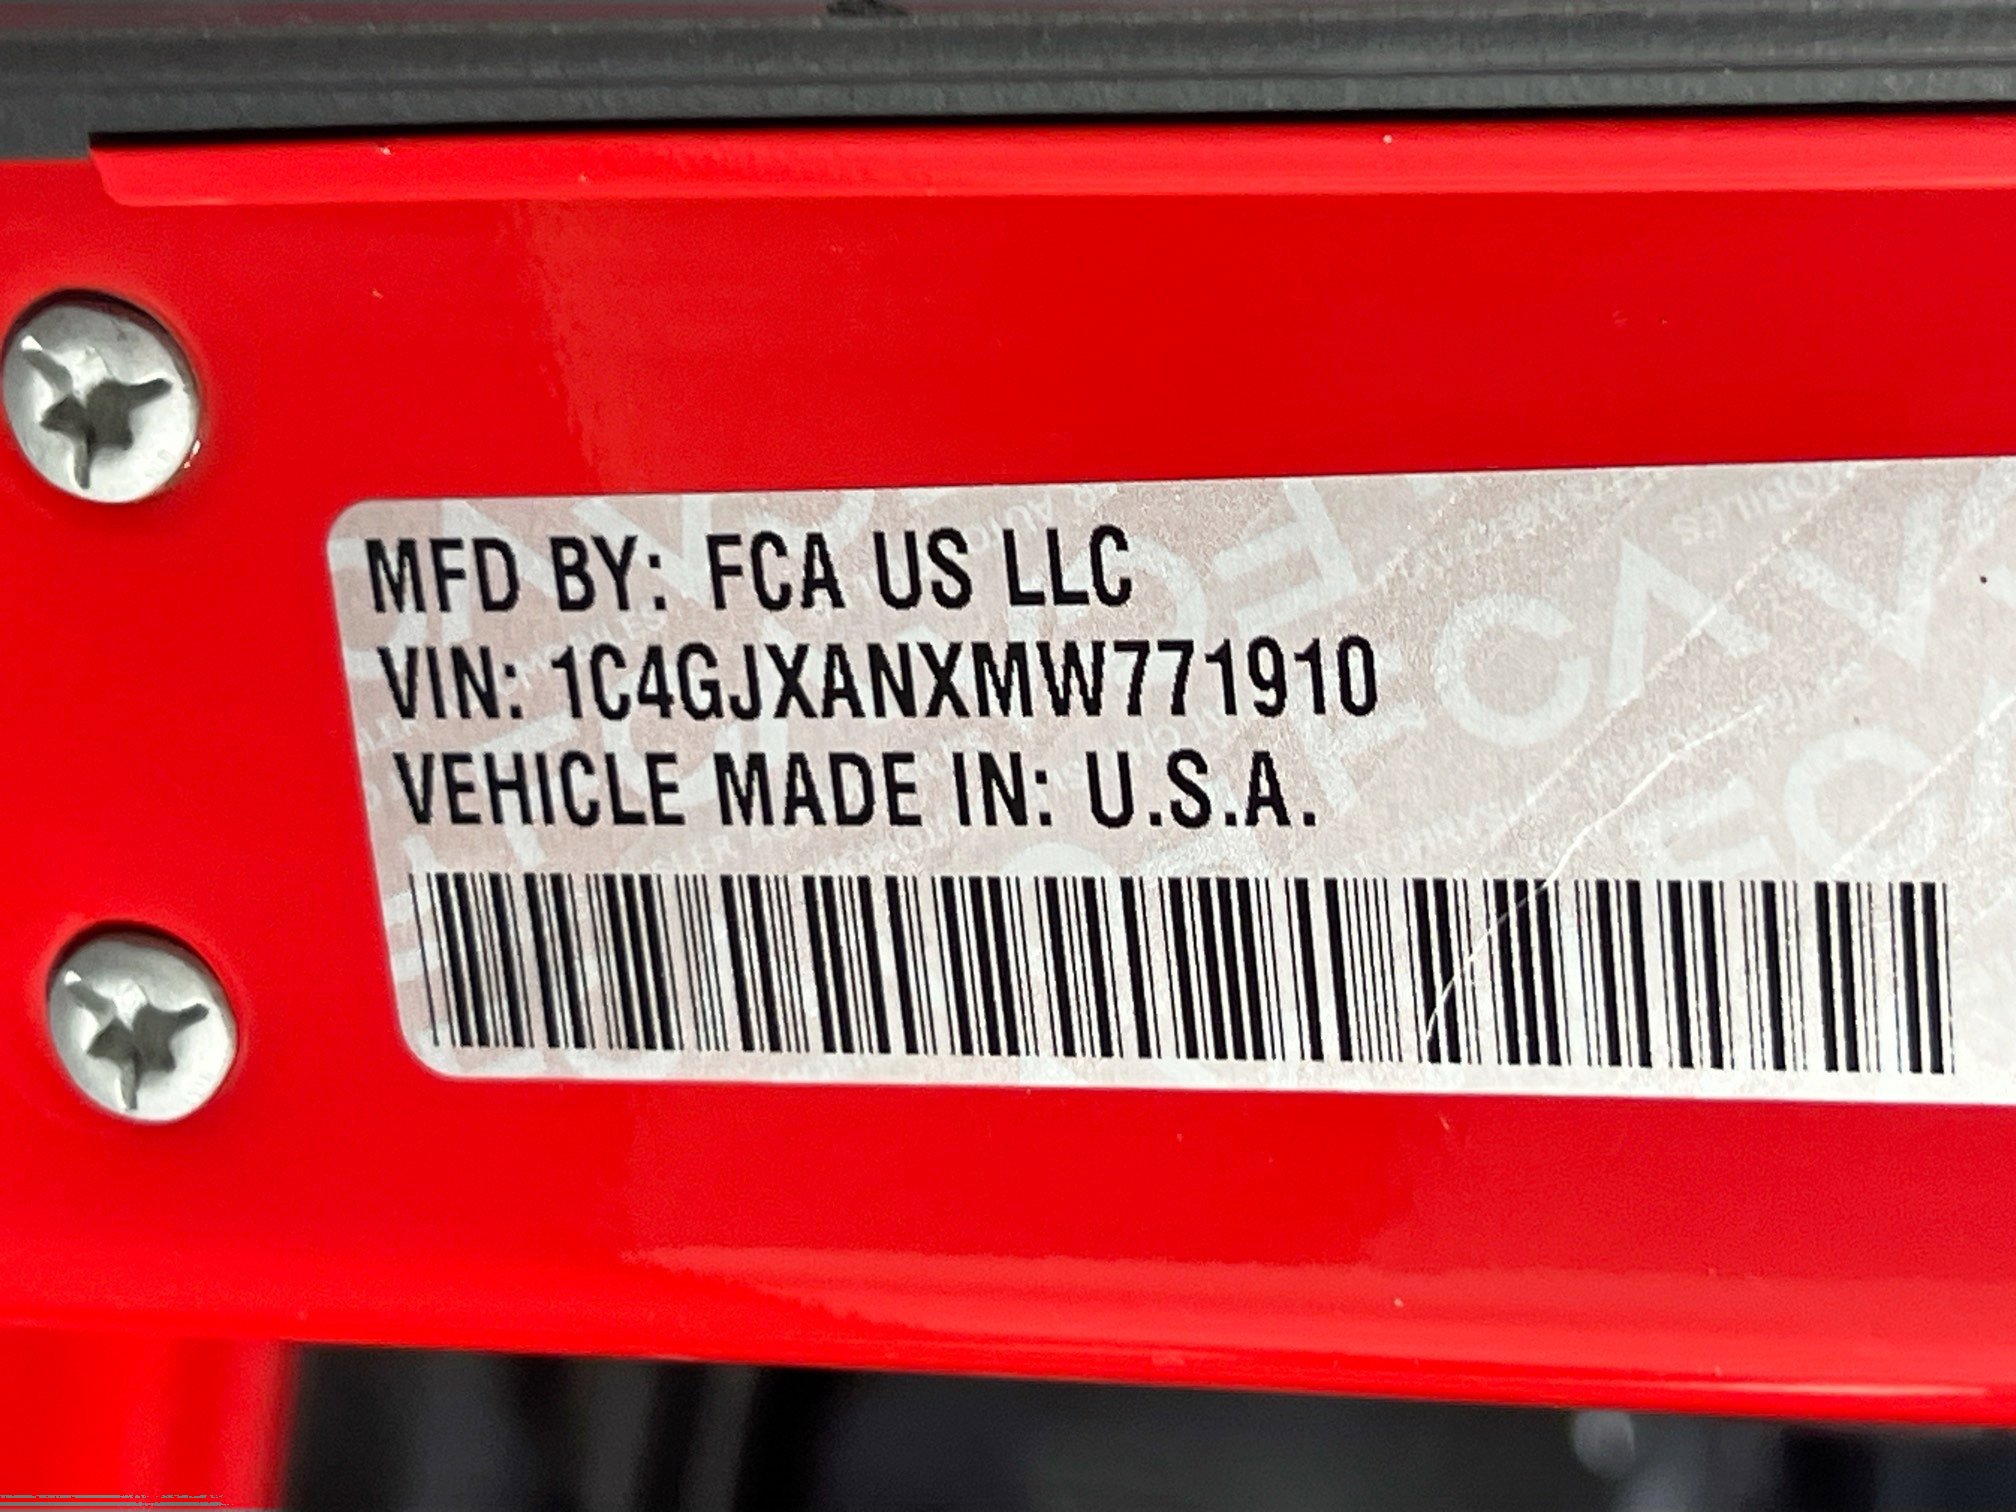 MFD BY: FCA US LLC
VIN: 1C4GJXANXMW771910
VEHICLE MADE IN: U.S.A.